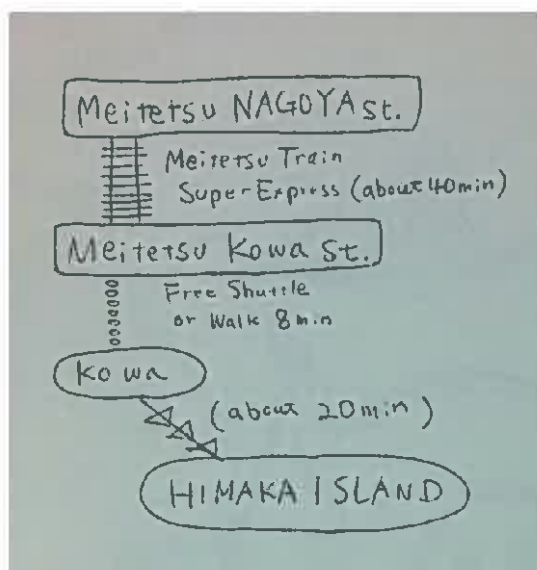 Meitetsu NAGOYA st.
Meitetsu Train
Super Express (about 40min)
Meitetsu Kowa St.
Free Shuttle
or Walk 8min
Kowa
(about 20min)
HIMAKA ISLAND